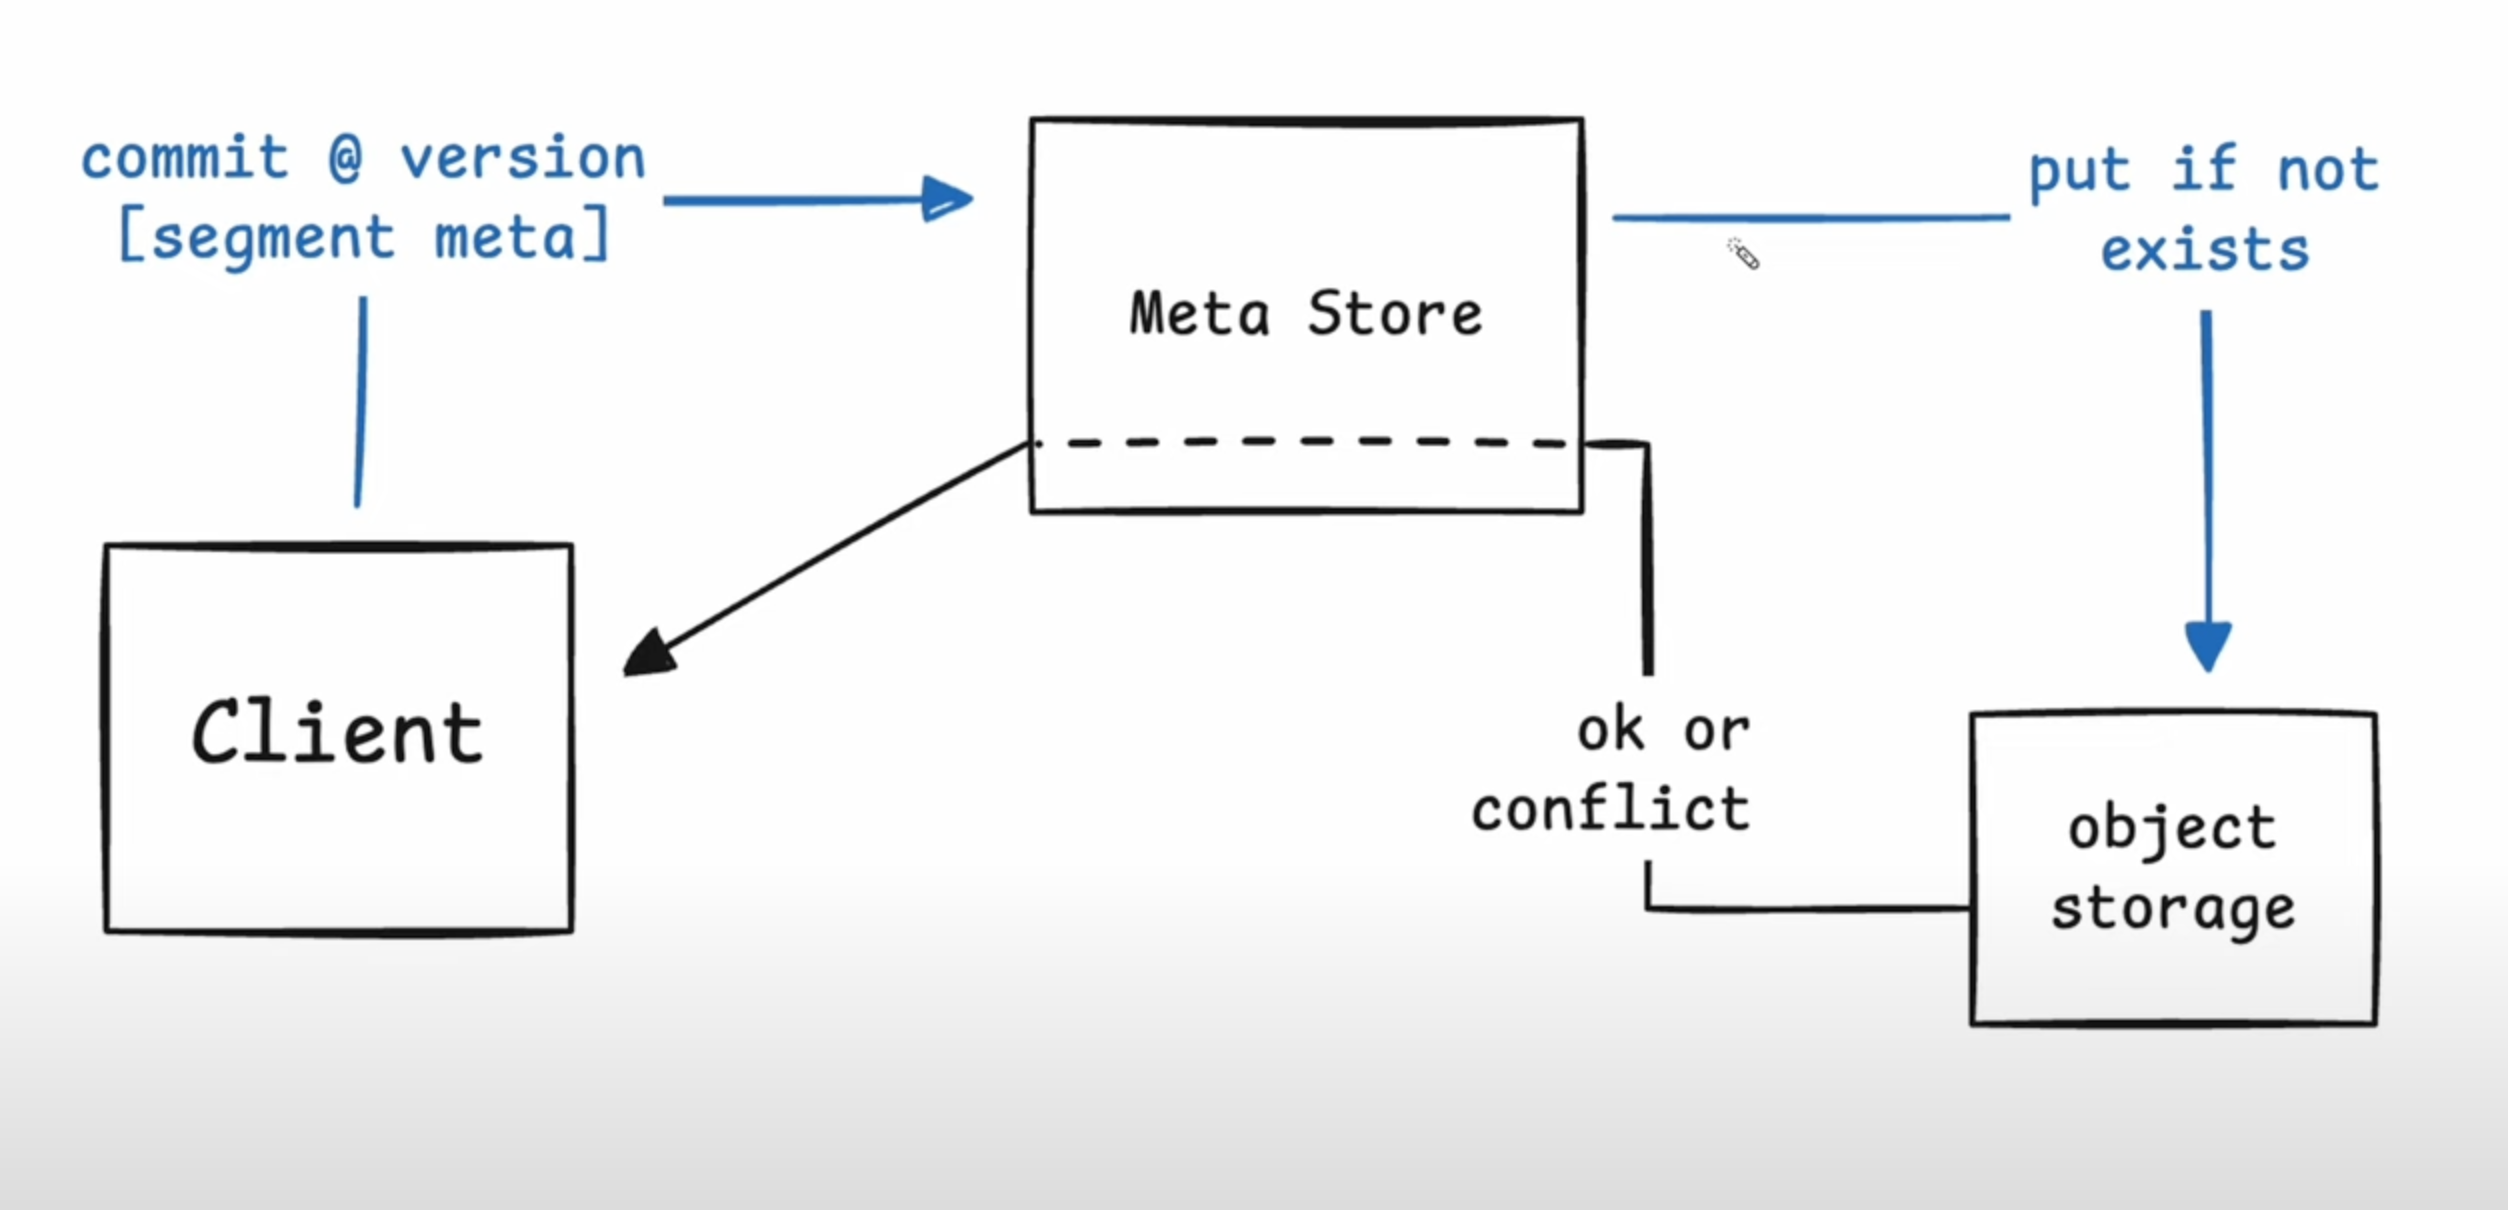 commit @ version
[segment meta]
Meta Store
put if not
exists
Client
ok or
conflict
object
storage